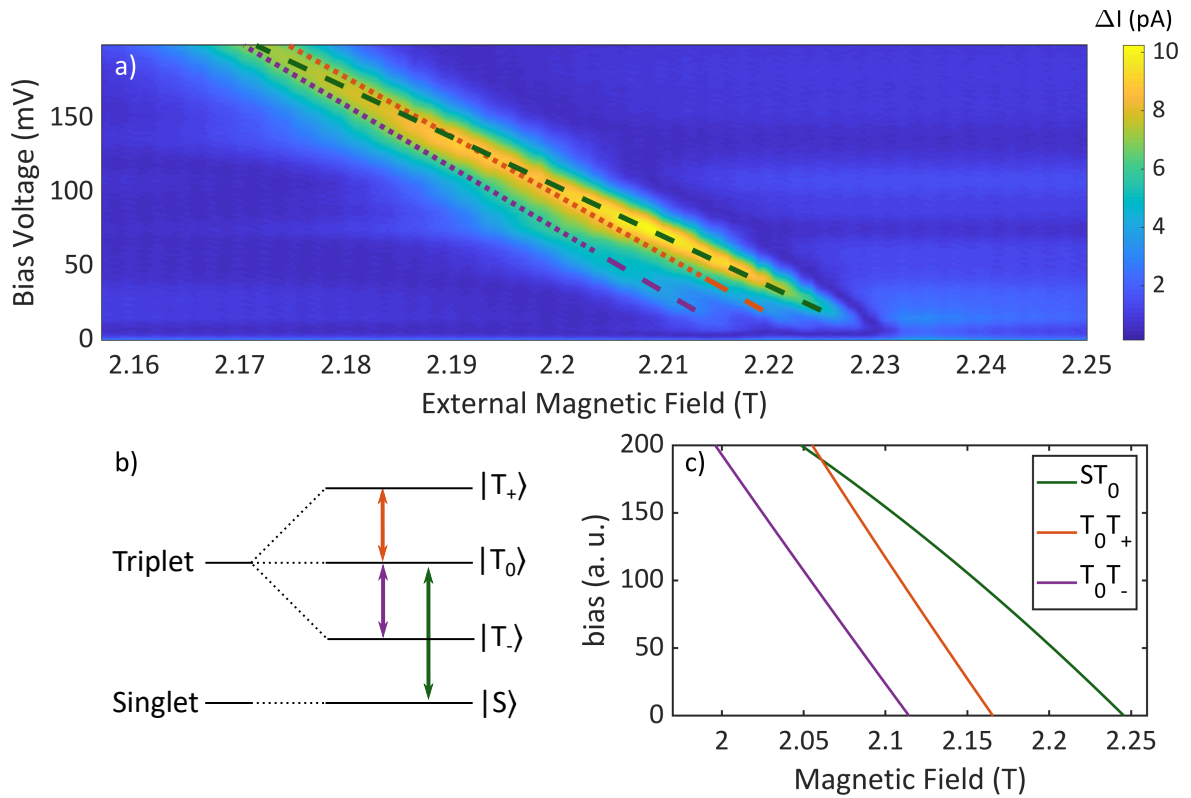 ΔI (pA)
a)
Bias Voltage (mV)
150
100
50
0
10
8
6
4
2
2.16 2.17 2.18 2.19 2.2 2.21 2.22 2.23 2.24 2.25
External Magnetic Field (T)
b)
|T+⟩
Triplet
|T0⟩
|T-⟩
Singlet
|S⟩
c)
bias (a. u.)
200
150
100
50
0
ST0
T0T+
T0T-
2 2.05 2.1 2.15 2.2 2.25
Magnetic Field (T)